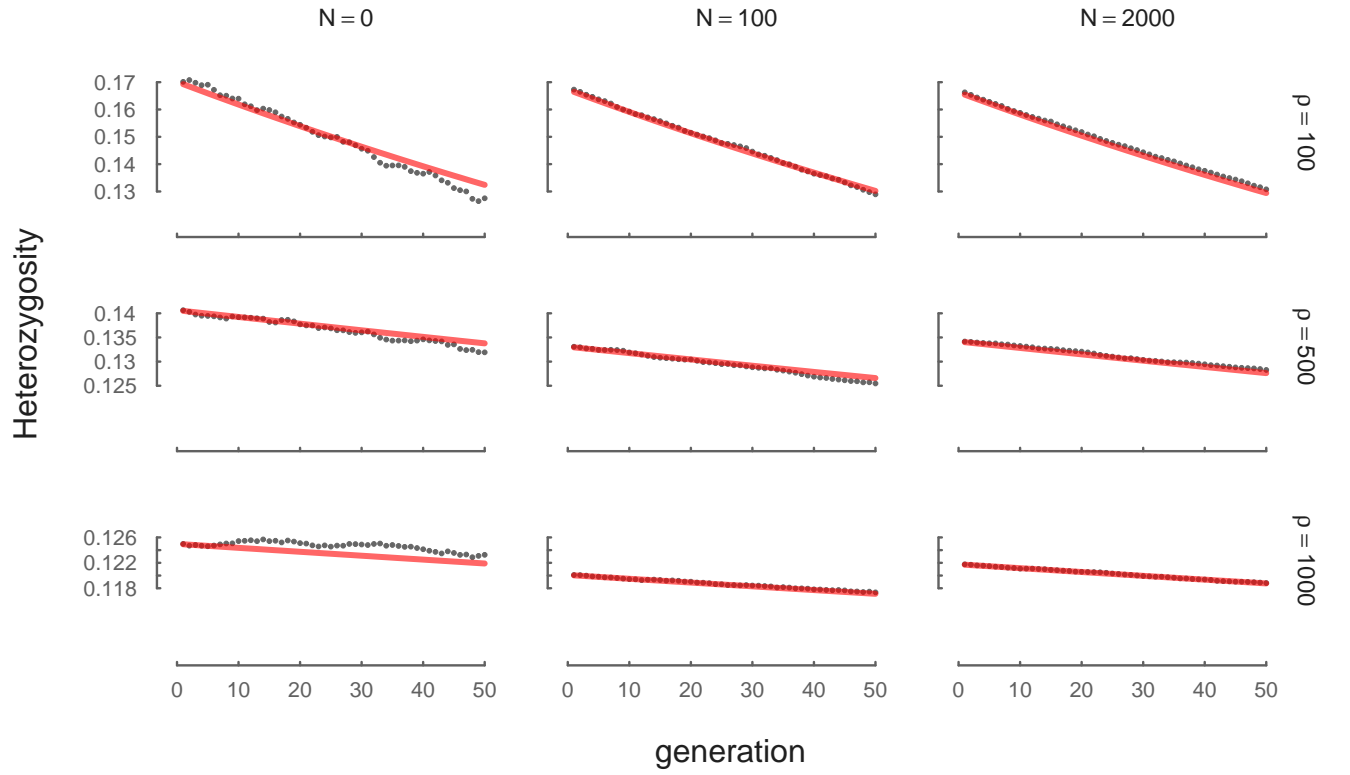 N = 0 N = 100 N = 2000
0.17
0.16
0.15
0.14
0.13
ρ = 100
Heterozygosity
0.14
0.135
0.13
0.125
ρ = 500
0.126
0.122
0.118
ρ = 1000
0 10 20 30 40 50 0 10 20 30 40 50 0 10 20 30 40 50
generation